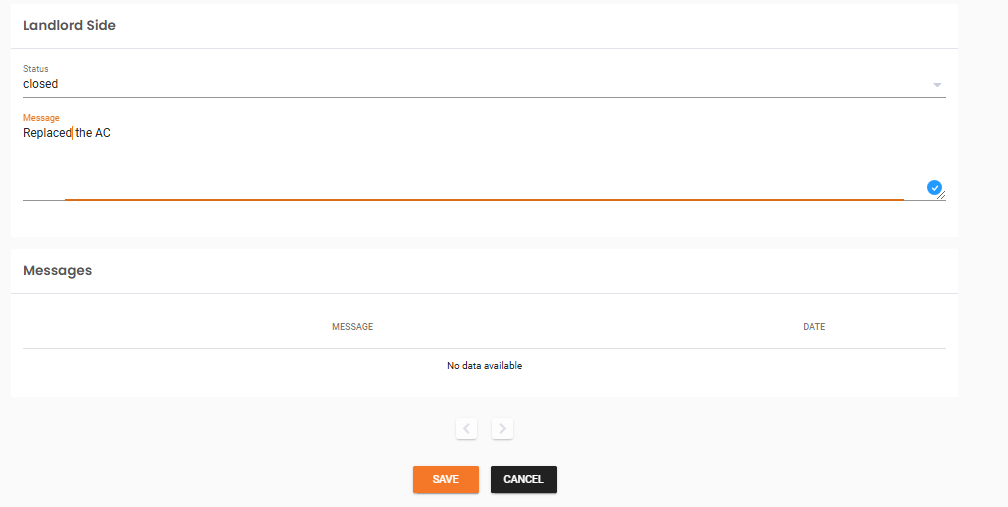 Landlord Side
Status
closed
Message
Replaced the AC
Messages
MESSAGE DATE
No data available
SAVE CANCEL